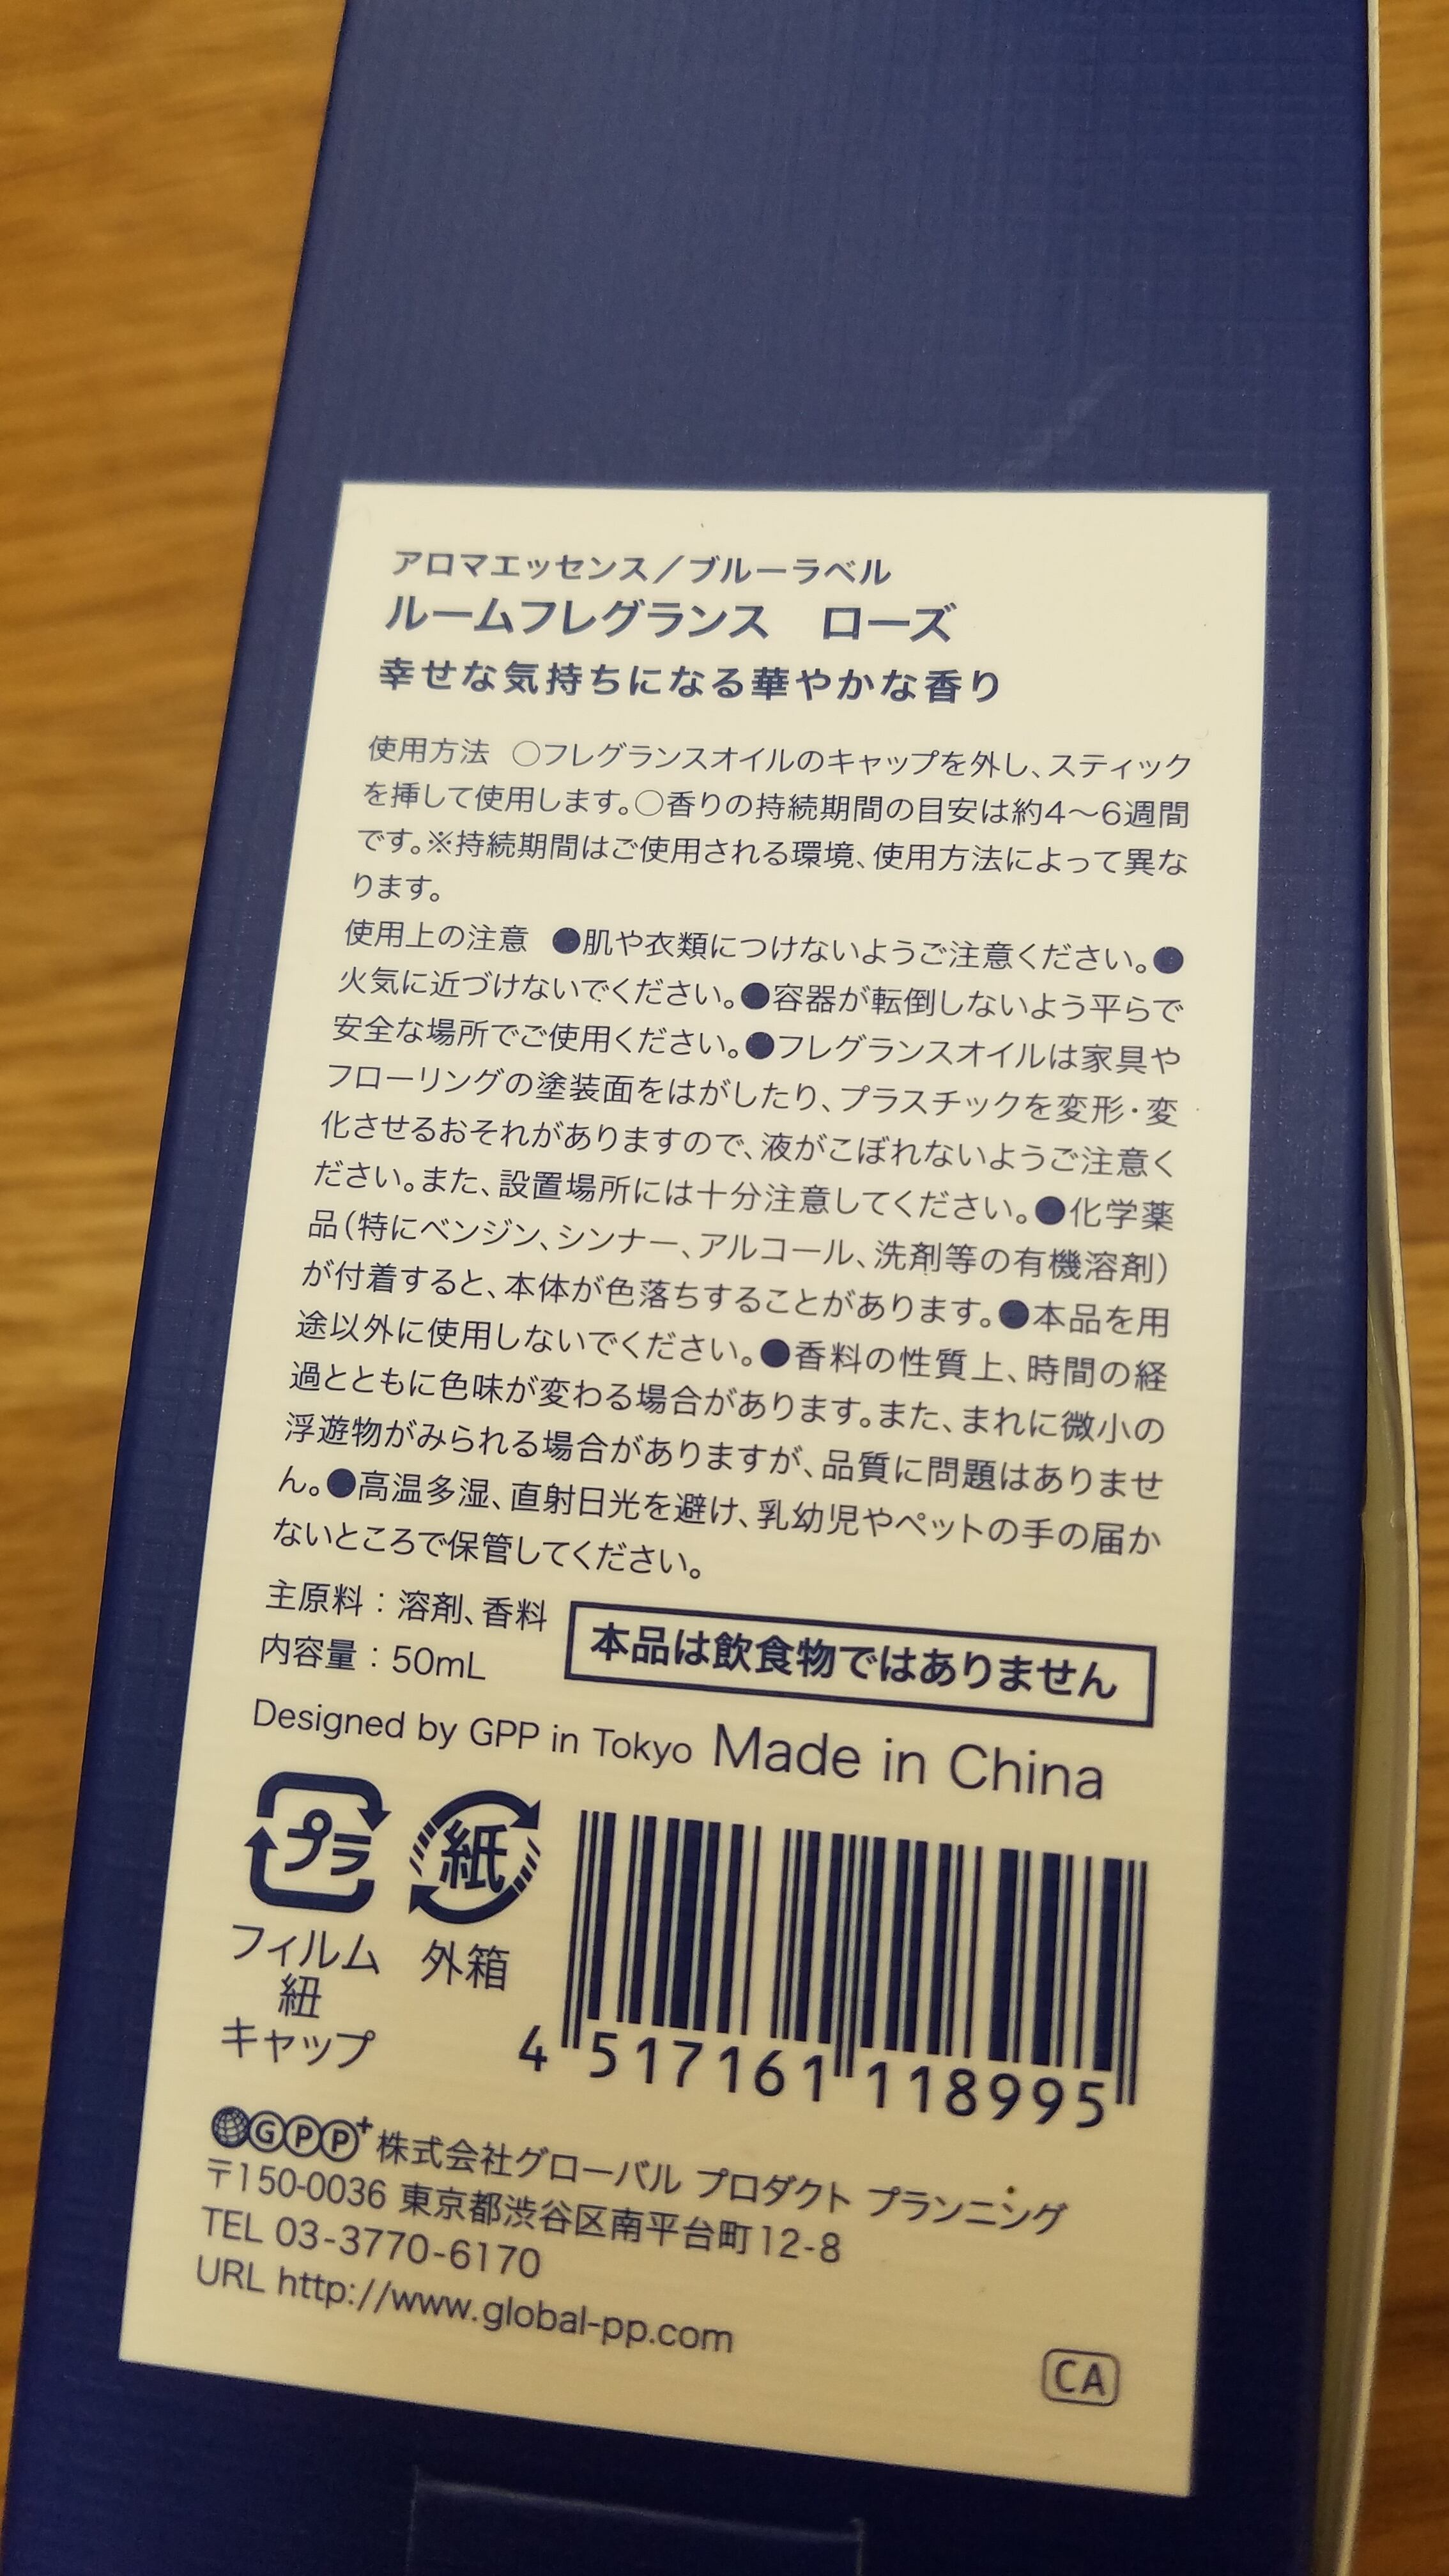 アロマエッセンス／ブルーラベル
ルームフレグランス　ローズ
幸せな気持ちになる華やかな香り
使用方法　○フレグランスオイルのキャップを外し、スティック
を挿して使用します。○香りの持続期間の目安は約4～6週間
です。※持続期間はご使用される環境、使用方法によって異な
ります。
使用上の注意　●肌や衣類につけないようご注意ください。●
火気に近づけないでください。●容器が転倒しないよう平らで
安全な場所でご使用ください。●フレグランスオイルは家具や
フローリングの塗装面をはがしたり、プラスチックを変形・変
化させるおそれがありますので、液がこぼれないようご注意く
ださい。また、設置場所には十分注意してください。●化学薬
品（特にベンジン、シンナー、アルコール、洗剤等の有機溶剤）
が付着すると、本体が色落ちすることがあります。●本品を用
途以外に使用しないでください。●香料の性質上、時間の経
過とともに色味が変わる場合があります。また、まれに微小の
浮遊物がみられる場合がありますが、品質に問題はありませ
ん。●高温多湿、直射日光を避け、乳幼児やペットの手の届か
ないところで保管してください。
主原料：溶剤、香料
内容量：50mL
本品は飲食物ではありません
Designed by GPP in Tokyo Made in China
プラ
フィルム
紐
キャップ
紙
外箱
4 517161 118995
GPP+ 株式会社グローバル プロダクト プランニング
〒150-0036 東京都渋谷区南平台町12-8
TEL 03-3770-6170
URL http://www.global-pp.com
CA